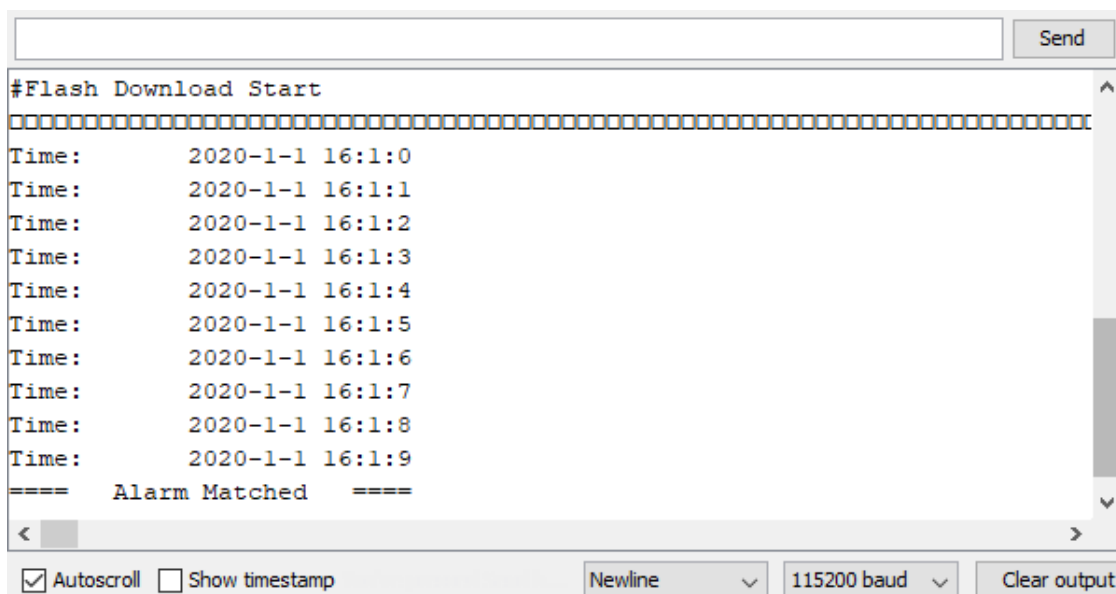 Send
#Flash Download Start
□□□□□□□□□□□□□□□□□□□□□□□□□□□□□□□□□□□□□□□□□□□□□□□□□□□□□□□□□□□□□□□□□□□□□□□□
Time: 2020-1-1 16:1:0
Time: 2020-1-1 16:1:1
Time: 2020-1-1 16:1:2
Time: 2020-1-1 16:1:3
Time: 2020-1-1 16:1:4
Time: 2020-1-1 16:1:5
Time: 2020-1-1 16:1:6
Time: 2020-1-1 16:1:7
Time: 2020-1-1 16:1:8
Time: 2020-1-1 16:1:9
==== Alarm Matched ====
Autoscroll Show timestamp Newline 115200 baud Clear output